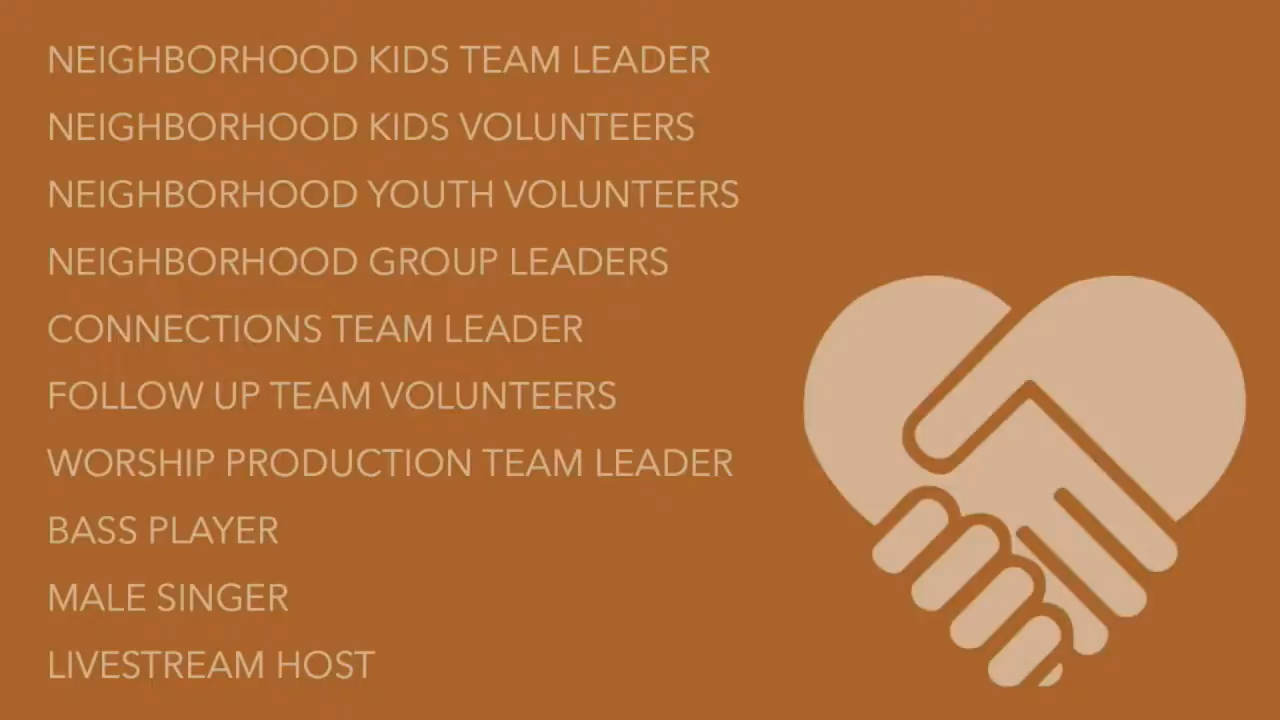 NEIGHBORHOOD KIDS TEAM LEADER
NEIGHBORHOOD KIDS VOLUNTEERS
NEIGHBORHOOD YOUTH VOLUNTEERS
NEIGHBORHOOD GROUP LEADERS
CONNECTIONS TEAM LEADER
FOLLOW UP TEAM VOLUNTEERS
WORSHIP PRODUCTION TEAM LEADER
BASS PLAYER
MALE SINGER
LIVESTREAM HOST